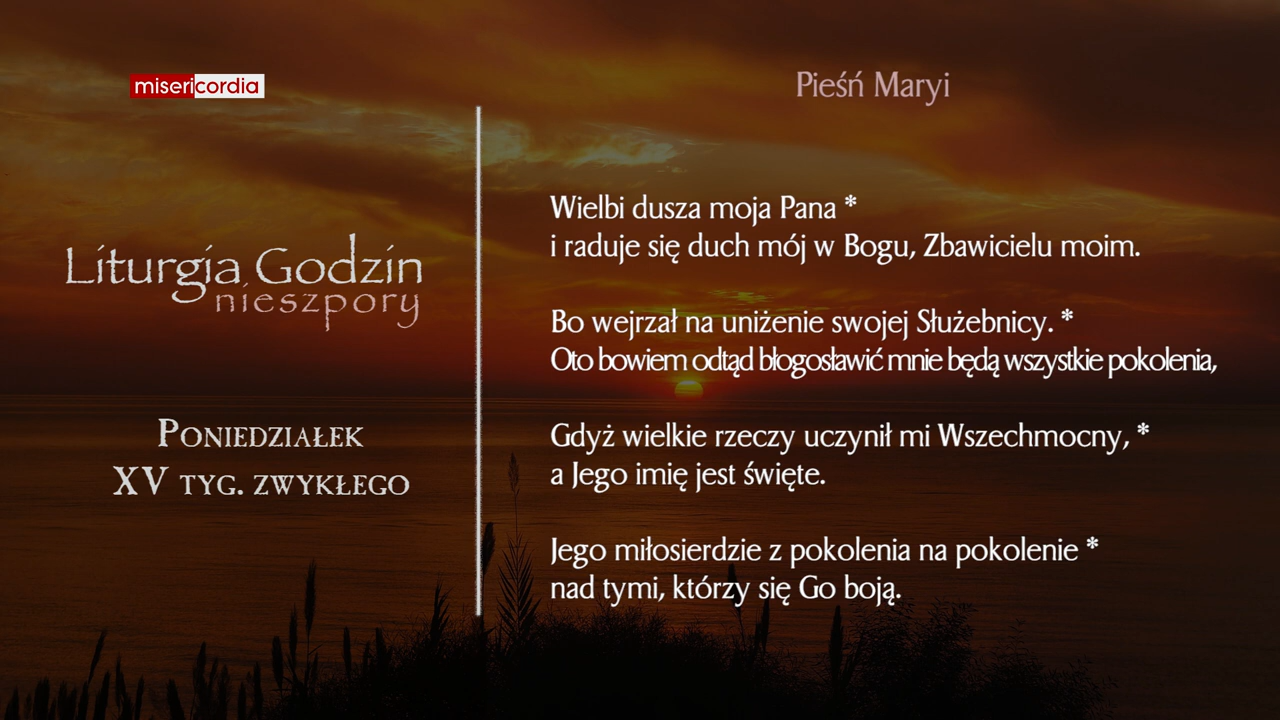 misericordia
Liturgia Godzin
nieszpory
Poniedziałek
XV tyg. zwykłego
Pieśń Maryi
Wielbi dusza moja Pana *
i raduje się duch mój w Bogu, Zbawicielu moim.
Bo wejrzał na uniżenie swojej Służebnicy. *
Oto bowiem odtąd błogosławić mnie będą wszystkie pokolenia,
Gdyż wielkie rzeczy uczynił mi Wszechmocny, *
a Jego imię jest święte.
Jego miłosierdzie z pokolenia na pokolenie *
nad tymi, którzy się Go boją.